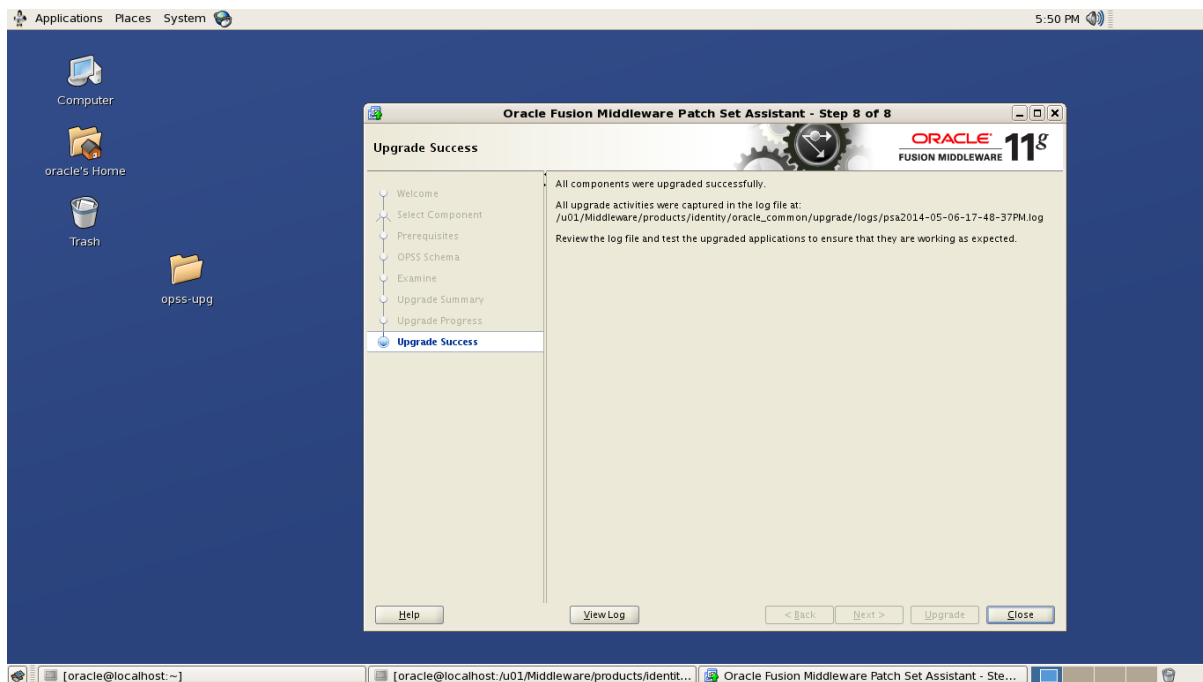 Applications Places System 5:50 PM
Computer
oracle's Home
Trash
opss-upg
Oracle Fusion Middleware Patch Set Assistant - Step 8 of 8
Upgrade Success
ORACLE
FUSION MIDDLEWARE 11g
Welcome
Select Component
Prerequisites
OPSS Schema
Examine
Upgrade Summary
Upgrade Progress
Upgrade Success
All components were upgraded successfully.
All upgrade activities were captured in the log file at:
/u01/Middleware/products/identity/oracle_common/upgrade/logs/psa2014-05-06-17-48-37PM.log
Review the log file and test the upgraded applications to ensure that they are working as expected.
Help View Log < Back Next > Upgrade Close
[oracle@localhost:~] [oracle@localhost:/u01/Middleware/products/identit... Oracle Fusion Middleware Patch Set Assistant - Ste...